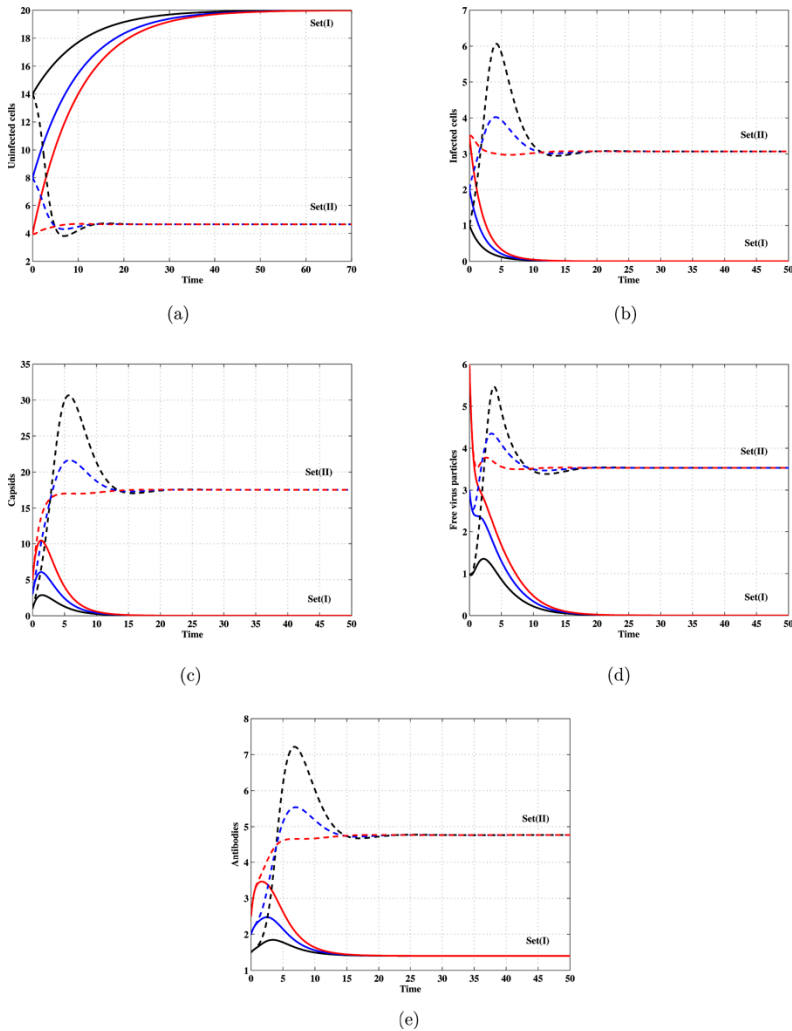 20
18
16
14
12
10
8
6
4
2
Uninfected cells
Set(I)
Set(II)
0 10 20 30 40 50 60 70
Time
(a)
7
6
5
4
3
2
1
0
Infected cells
Set(II)
Set(I)
0 5 10 15 20 25 30 35 40 45 50
Time
(b)
35
30
25
20
15
10
5
0
Capsids
Set(II)
Set(I)
0 5 10 15 20 25 30 35 40 45 50
Time
(c)
6
5
4
3
2
1
0
Free virus particles
Set(II)
Set(I)
0 5 10 15 20 25 30 35 40 45 50
Time
(d)
8
7
6
5
4
3
2
1
Antibodies
Set(II)
Set(I)
0 5 10 15 20 25 30 35 40 45 50
Time
(e)